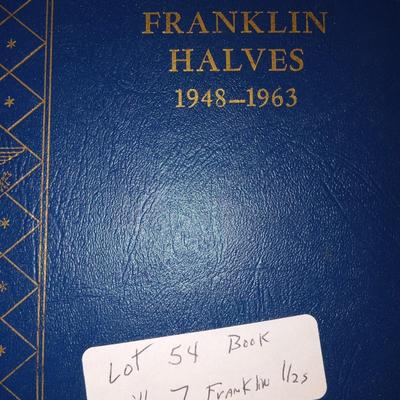 FRANKLIN
HALVES
1948–1963
Lot 54 Book
7 Franklin 1/2s